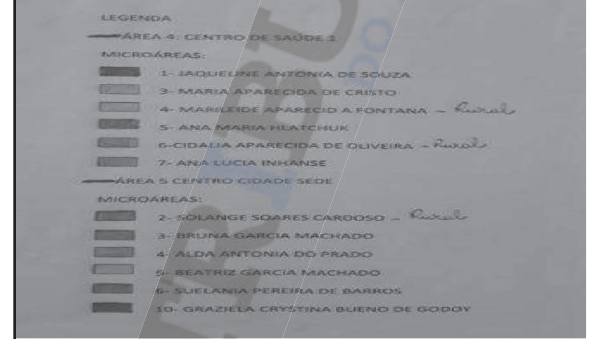 LEGENDA
ÁREA 4: CENTRO DE SAÚDE 1
MICROÁREAS:
1- JAQUELINE ANTONIA DE SOUZA
3- MARIA APARECIDA DE CRISTO
4- MARILEIDE APARECID A FONTANA - Rural
5- ANA MARIA HLATCHUK
6-CIDALIA APARECIDA DE OLIVEIRA - Rural
7- ANA LUCIA INHANSE
ÁREA 5 CENTRO CIDADE SEDE
MICROÁREAS:
2- SOLANGE SOARES CARDOSO - Rural
3- BRUNA GARCIA MACHADO
4- ALDA ANTONIA DO PRADO
5- BEATRIZ GARCIA MACHADO
6- SUELANIA PEREIRA DE BARROS
10- GRAZIELA CRYSTINA BUENO DE GODOY